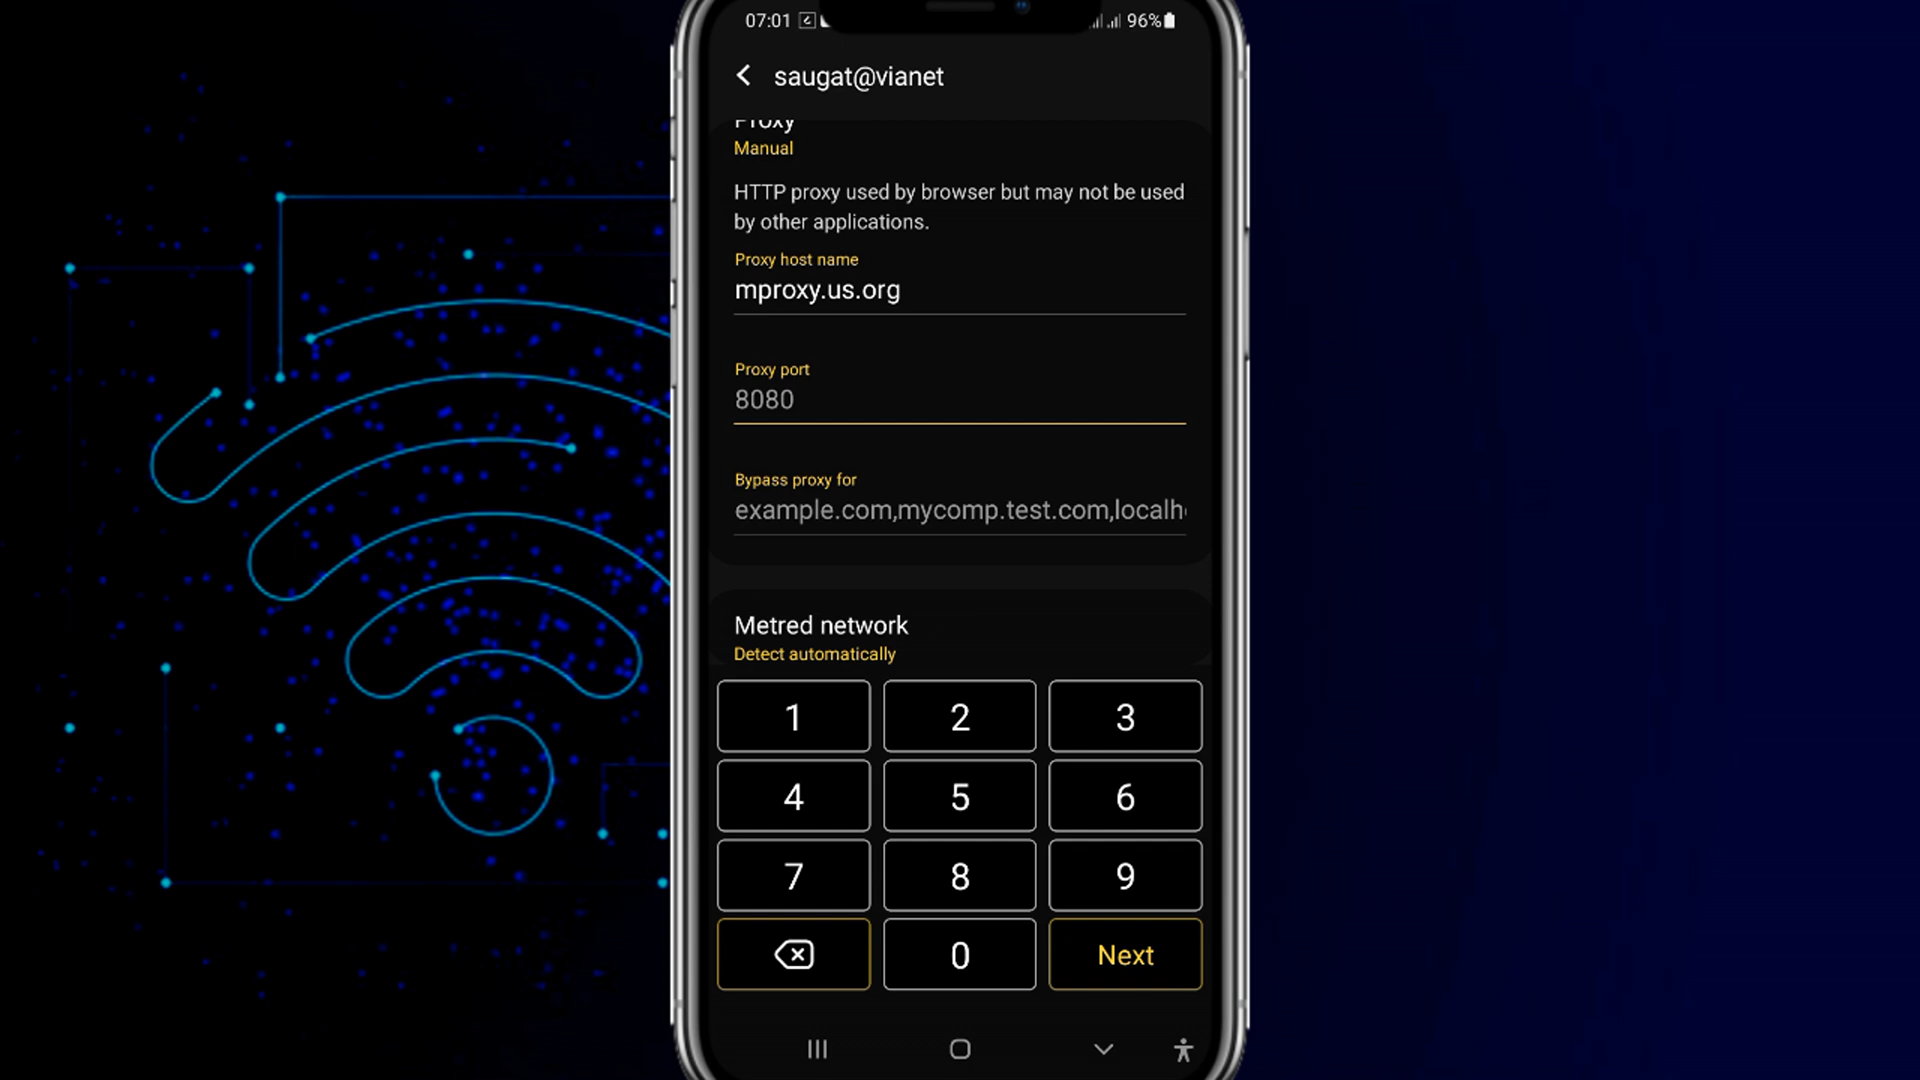 07:01
96%
saugat@vianet
Proxy
Manual
HTTP proxy used by browser but may not be used
by other applications.
Proxy host name
mproxy.us.org
Proxy port
8080
Bypass proxy for
example.com,mycomp.test.com,localh
Metred network
Detect automatically
1 2 3
4 5 6
7 8 9
0 Next